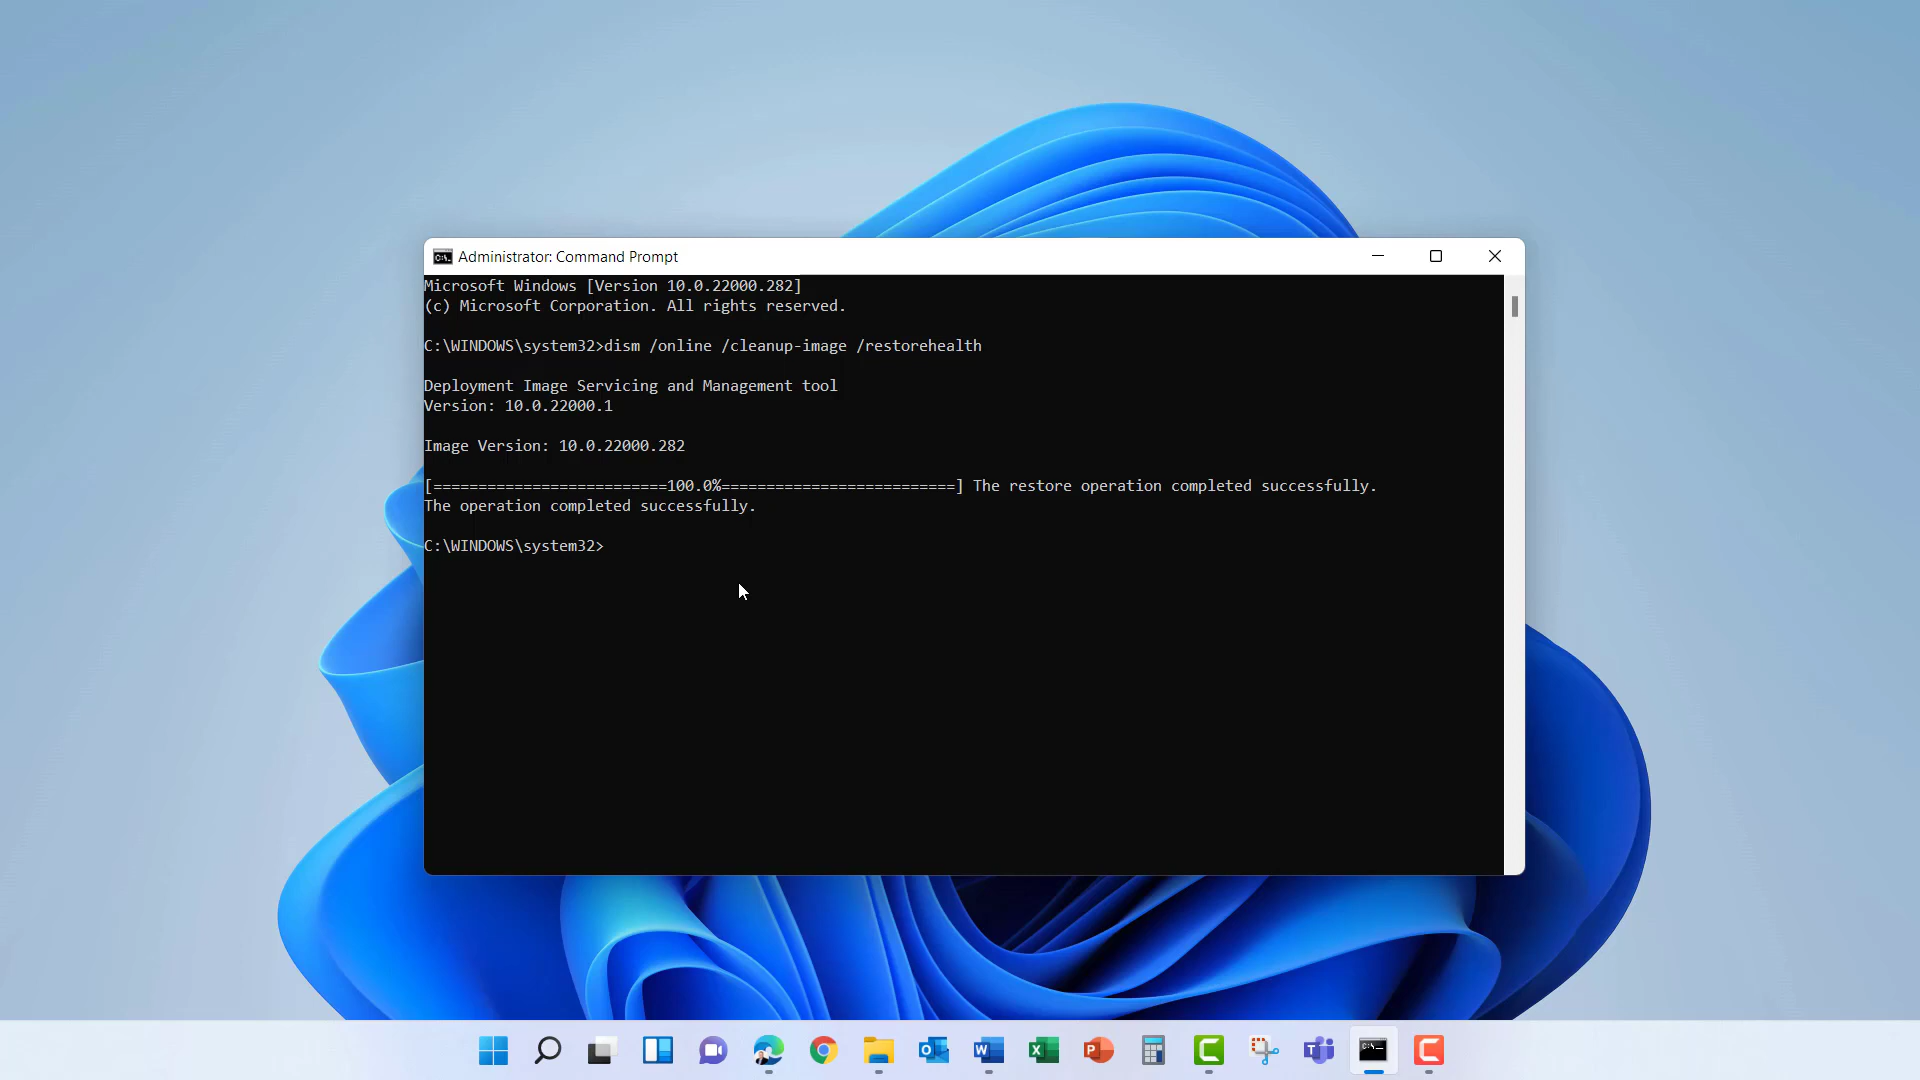 Administrator: Command Prompt
Microsoft Windows [Version 10.0.22000.282]
(c) Microsoft Corporation. All rights reserved.
C:\WINDOWS\system32>dism /online /cleanup-image /restorehealth
Deployment Image Servicing and Management tool
Version: 10.0.22000.1
Image Version: 10.0.22000.282
[==========================100.0%==========================] The restore operation completed successfully.
The operation completed successfully.
C:\WINDOWS\system32>